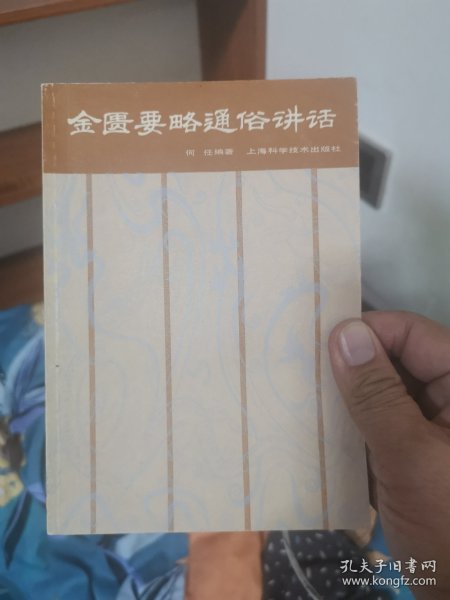 金匮要略通俗讲话
何 任编著 上海科学技术出版社
孔夫子旧书网
www.kongfz.com